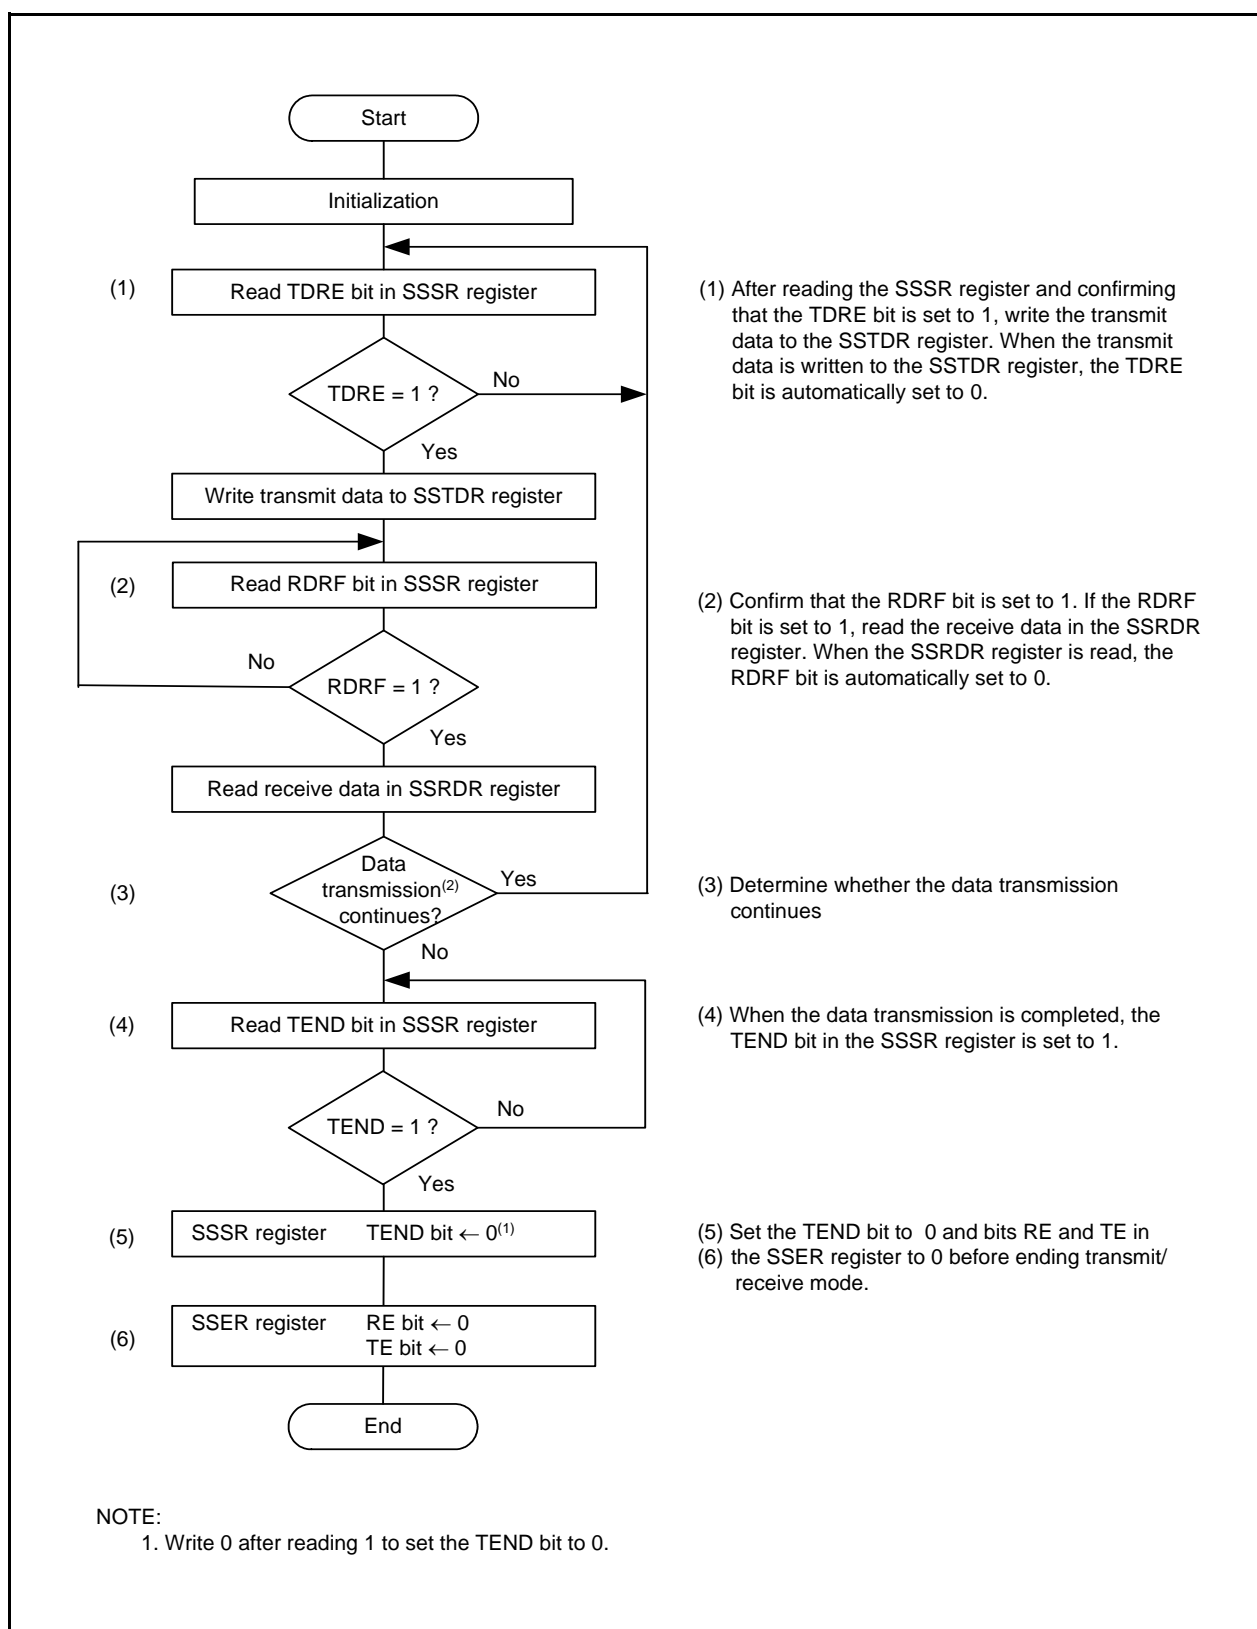 Start
Initialization
(1)
Read TDRE bit in SSSR register
TDRE = 1 ?
No
Yes
Write transmit data to SSTDR register
(2)
Read RDRF bit in SSSR register
No
RDRF = 1 ?
Yes
Read receive data in SSRDR register
(3)
Data
transmission(2)
continues?
Yes
No
(4)
Read TEND bit in SSSR register
TEND = 1 ?
No
Yes
(5)
SSSR register TEND bit ← 0(1)
(6)
SSER register RE bit ← 0
TE bit ← 0
End
(1) After reading the SSSR register and confirming
that the TDRE bit is set to 1, write the transmit
data to the SSTDR register. When the transmit
data is written to the SSTDR register, the TDRE
bit is automatically set to 0.
(2) Confirm that the RDRF bit is set to 1. If the RDRF
bit is set to 1, read the receive data in the SSRDR
register. When the SSRDR register is read, the
RDRF bit is automatically set to 0.
(3) Determine whether the data transmission
continues
(4) When the data transmission is completed, the
TEND bit in the SSSR register is set to 1.
(5) Set the TEND bit to 0 and bits RE and TE in
(6) the SSER register to 0 before ending transmit/
receive mode.
NOTE:
1. Write 0 after reading 1 to set the TEND bit to 0.